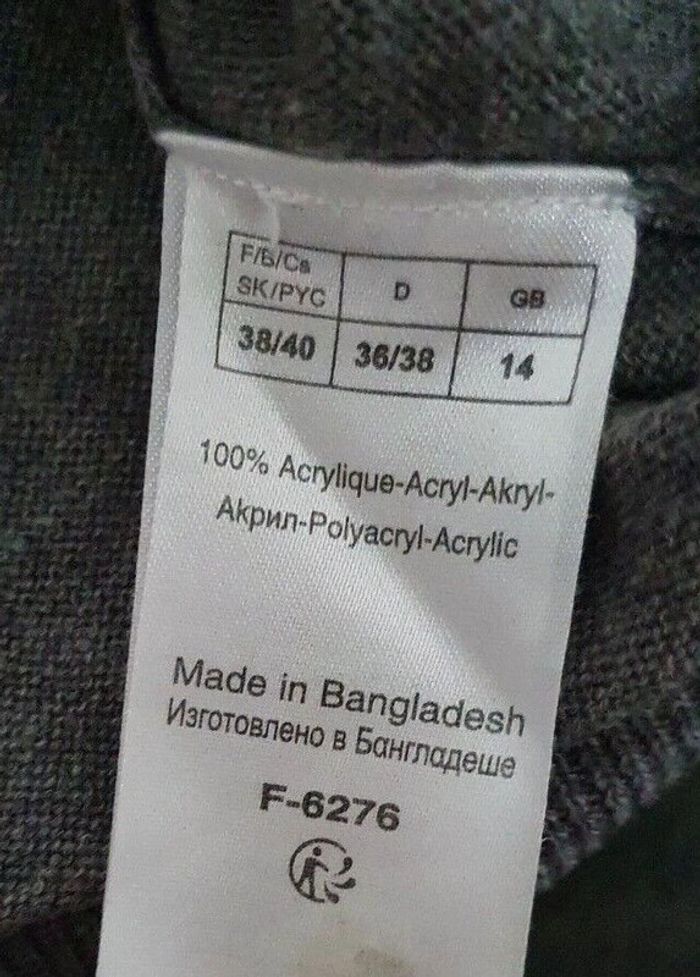 F/Б/Св D GB
SK/РУС
38/40 36/38 14
100% Acrylique-Acryl-Akryl-
Акрил-Polyacryl-Acrylic
Made in Bangladesh
Изготовлено в Бангладеше
F-6276